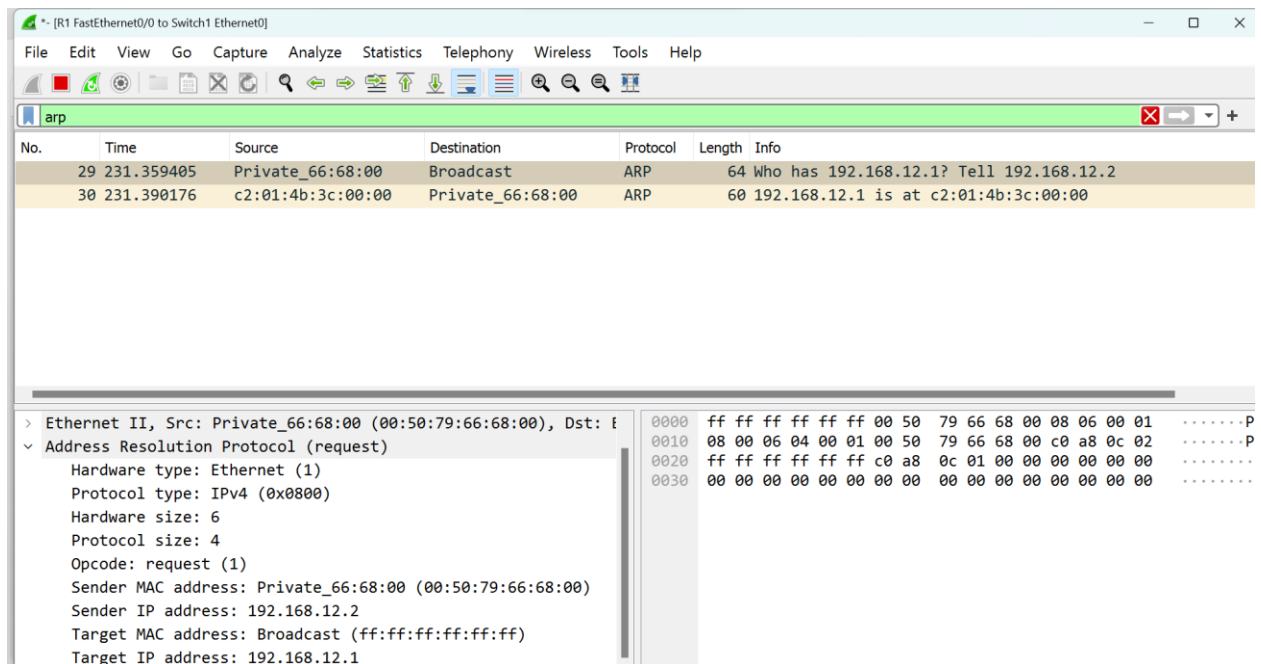 *- [R1 FastEthernet0/0 to Switch1 Ethernet0]
File Edit View Go Capture Analyze Statistics Telephony Wireless Tools Help
arp
No. Time Source Destination Protocol Length Info
29 231.359405 Private_66:68:00 Broadcast ARP 64 Who has 192.168.12.1? Tell 192.168.12.2
30 231.390176 c2:01:4b:3c:00:00 Private_66:68:00 ARP 60 192.168.12.1 is at c2:01:4b:3c:00:00
Ethernet II, Src: Private_66:68:00 (00:50:79:66:68:00), Dst:
Address Resolution Protocol (request)
Hardware type: Ethernet (1)
Protocol type: IPv4 (0x0800)
Hardware size: 6
Protocol size: 4
Opcode: request (1)
Sender MAC address: Private_66:68:00 (00:50:79:66:68:00)
Sender IP address: 192.168.12.2
Target MAC address: Broadcast (ff:ff:ff:ff:ff:ff)
Target IP address: 192.168.12.1
0000 ff ff ff ff ff ff 00 50 79 66 68 00 08 06 00 01 ·······P
0010 08 00 06 04 00 01 00 50 79 66 68 00 c0 a8 0c 02 ·······P
0020 ff ff ff ff ff ff c0 a8 0c 01 00 00 00 00 00 00 ········
0030 00 00 00 00 00 00 00 00 00 00 00 00 00 00 00 00 ········